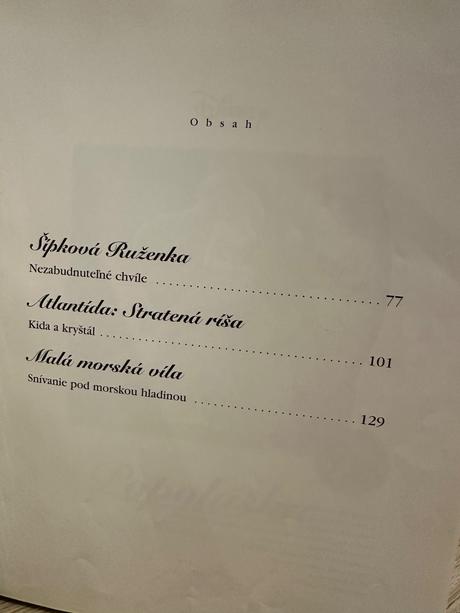 Obsah
Šípková Ruženka
Nezabudnuteľné chvíle 77
Atlantída: Stratená ríša
Kida a kryštál 101
Malá morská víla
Snívanie pod morskou hladinou 129